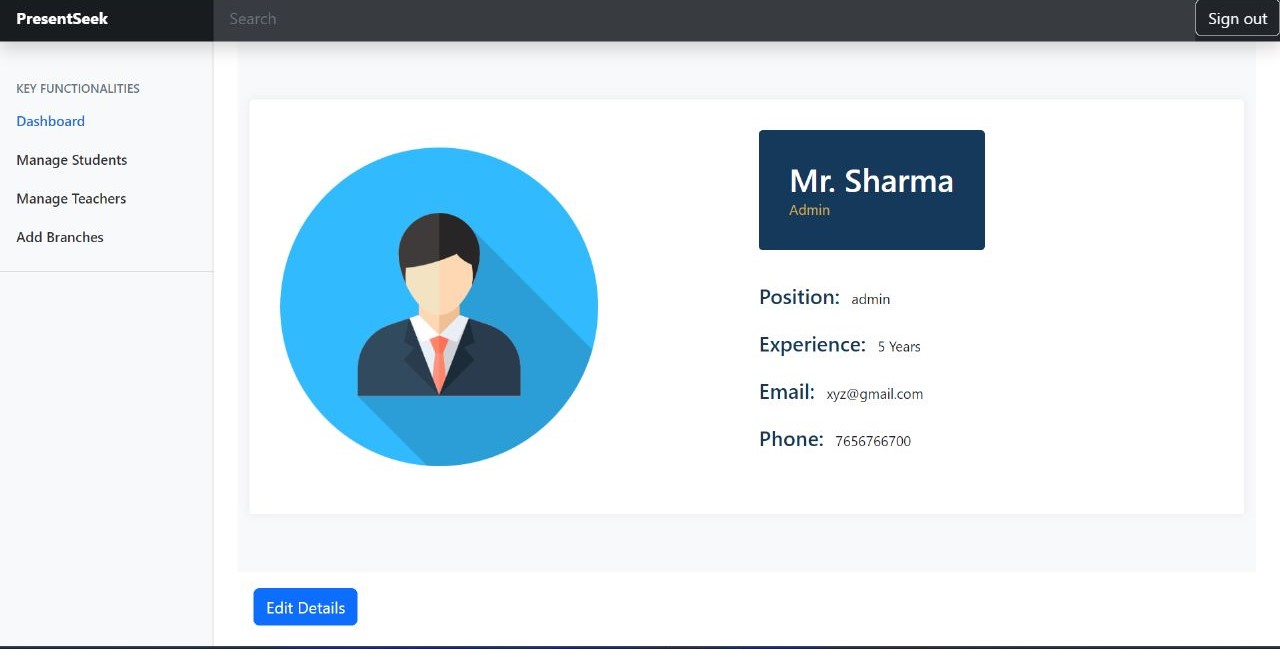 PresentSeek
Search
Sign out
KEY FUNCTIONALITIES
Dashboard
Manage Students
Manage Teachers
Add Branches
Mr. Sharma
Admin
Position: admin
Experience: 5 Years
Email: xyz@gmail.com
Phone: 7656766700
Edit Details